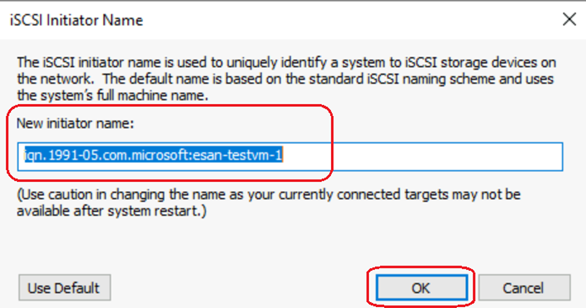 iSCSI Initiator Name
The iSCSI initiator name is used to uniquely identify a system to iSCSI storage devices on
the network. The default name is based on the standard iSCSI naming scheme and uses
the system's full machine name.
New initiator name:
iqn.1991-05.com.microsoft:esan-testvm-1
(Use caution in changing the name as your currently connected targets may not be
available after system restart.)
Use Default
OK
Cancel